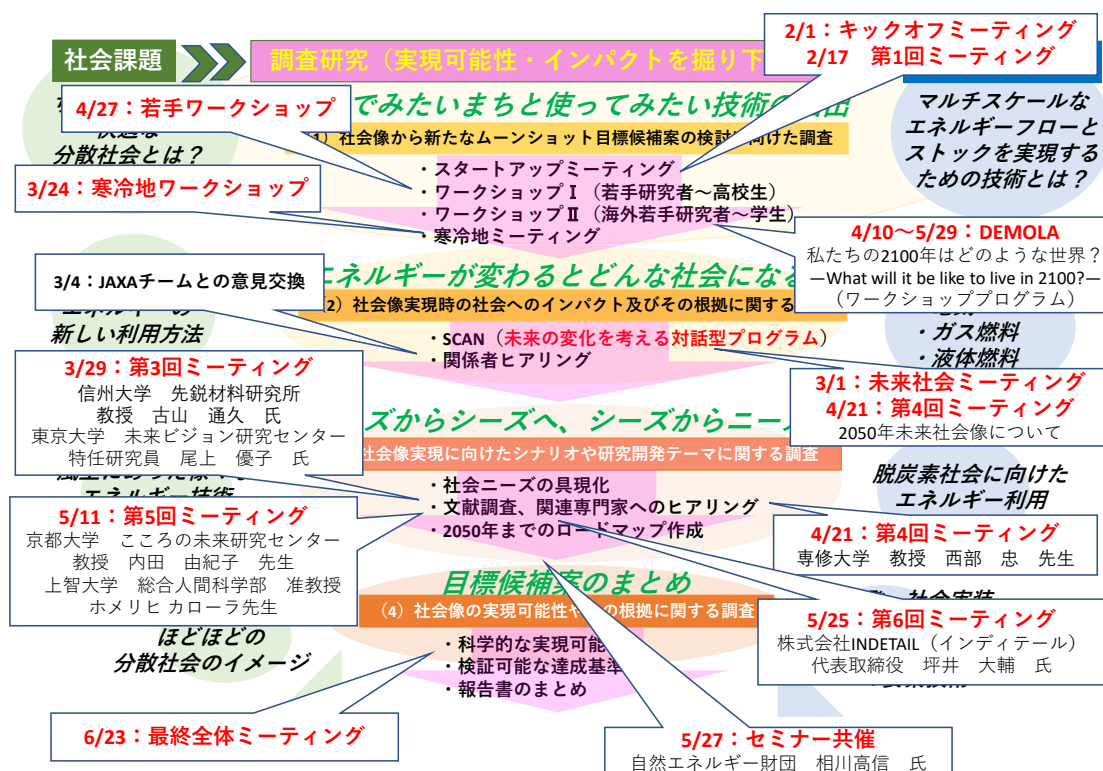 社会課題
調査研究（実現可能性・インパクトを掘り下
2/1：キックオフミーティング
2/17　第1回ミーティング
4/27：若手ワークショップ
でみたいまちと使ってみたい技術の
快適な
分散社会とは？
）社会像から新たなムーンショット目標候補案の検討に向けた調査
マルチスケールな
エネルギーフローと
ストックを実現する
ための技術とは？
・スタートアップミーティング
・ワークショップⅠ（若手研究者～高校生）
・ワークショップⅡ（海外若手研究者～学生）
・寒冷地ミーティング
3/24：寒冷地ワークショップ
4/10～5/29：DEMOLA
私たちの2100年はどのような世界？
―What will it be like to live in 2100?―
（ワークショッププログラム）
3/4：JAXAチームとの意見交換
エネルギーが変わるとどんな社会になる
2）社会像実現時の社会へのインパクト及びその根拠に関する
新しい利用方法
・SCAN（未来の変化を考える対話型プログラム）
・関係者ヒアリング
・ガス燃料
・液体燃料
3/29：第3回ミーティング
信州大学　先鋭材料研究所
教授　古山　通久　氏
東京大学　未来ビジョン研究センター
特任研究員　尾上　優子　氏
3/1：未来社会ミーティング
4/21：第4回ミーティング
2050年未来社会像について
ズからシーズへ、シーズからニー
社会像実現に向けたシナリオや研究開発テーマに関する調査
・社会ニーズの具現化
・文献調査、関連専門家へのヒアリング
・2050年までのロードマップ作成
脱炭素社会に向けた
エネルギー利用
エネルギー技術
5/11：第5回ミーティング
京都大学　こころの未来研究センター
教授　内田　由紀子　先生
上智大学　総合人間科学部　准教授
ホメリヒ カローラ先生
4/21：第4回ミーティング
専修大学　教授　西部　忠　先生
目標候補案のまとめ
（4）社会像の実現可能性や の根拠に関する調査
・科学的な実現可能
・検証可能な達成基準
・報告書のまとめ
ほどほどの
分散社会のイメージ
5/25：第6回ミーティング
株式会社INDETAIL（インディテール）
代表取締役　坪井　大輔　氏
6/23：最終全体ミーティング
5/27：セミナー共催
自然エネルギー財団　相川高信　氏